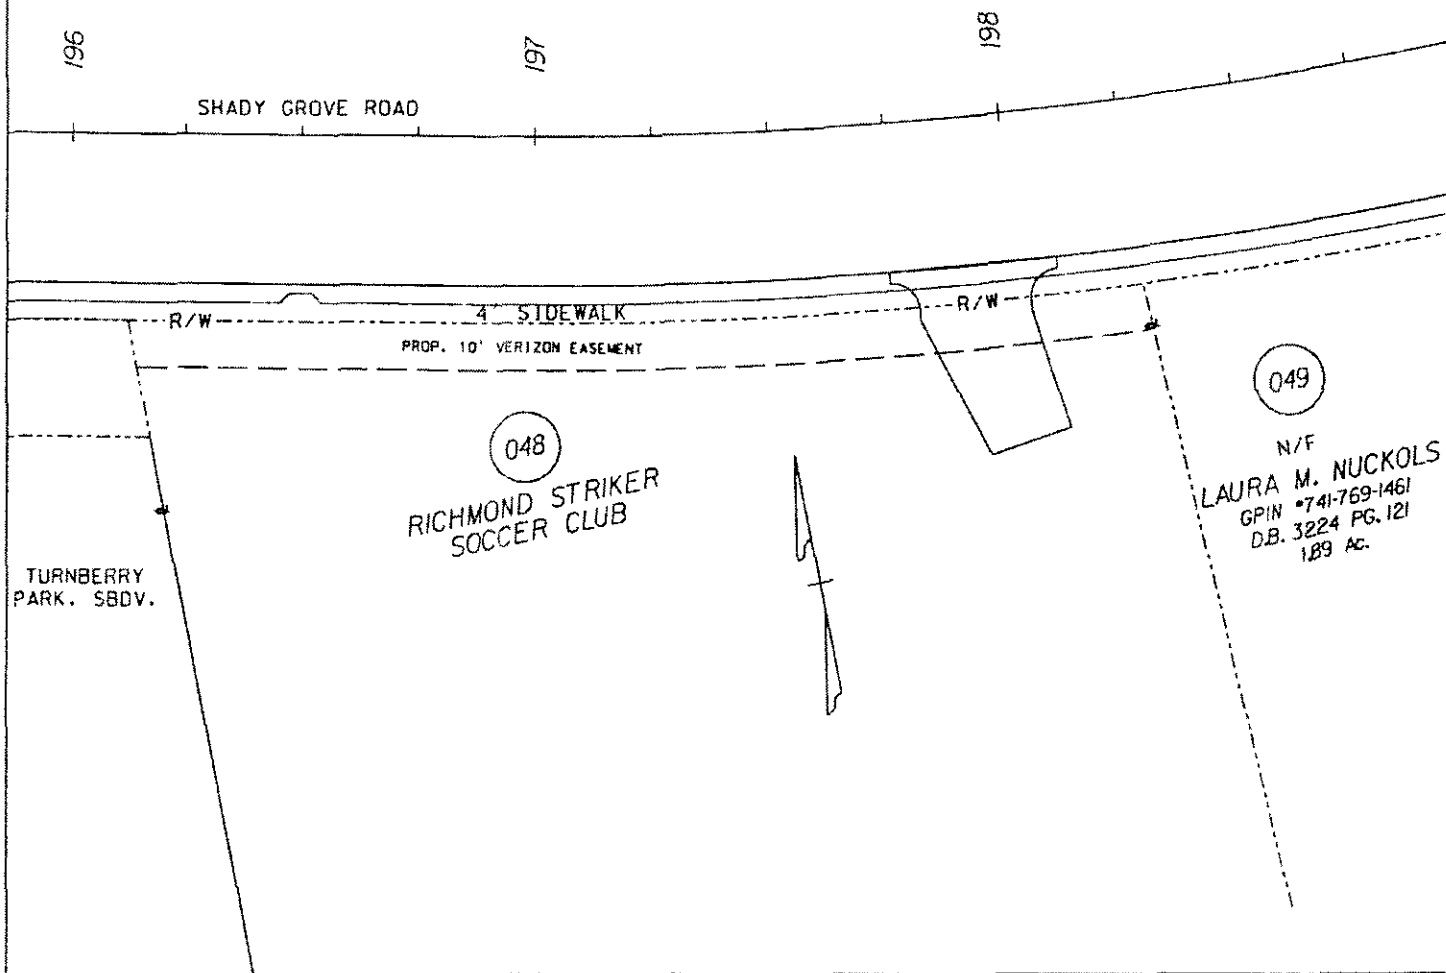 196
197
198
SHADY GROVE ROAD
R/W
4' SIDEWALK
R/W
PROP. 10' VERIZON EASEMENT
048
RICHMOND STRIKER
SOCCER CLUB
049
N/F
LAURA M. NUCKOLS
GPIN *741-769-1461
D.B. 3224 PG. 121
1.89 Ac.
TURNBERRY
PARK. SBDV.